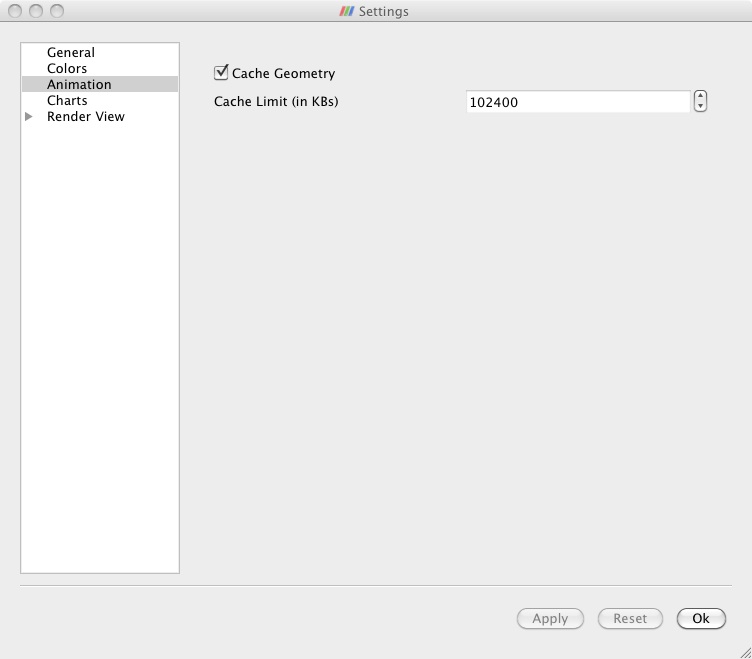 Settings
General
Colors
Animation
Charts
Render View
Cache Geometry
Cache Limit (in KBs)
102400
Apply
Reset
Ok